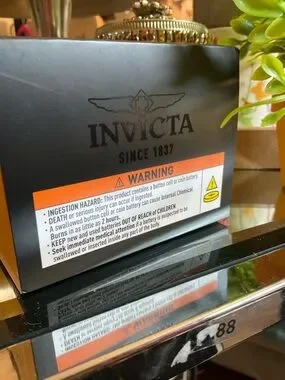 INVICTA
SINCE 1837
WARNING
• INGESTION HAZARD: This product contains a button cell or coin battery.
• DEATH or serious injury can occur if ingested.
• A swallowed button cell or coin battery can cause Internal Chemical
Burns in as little as 2 hours.
• KEEP new and used batteries OUT OF REACH of CHILDREN
• Seek immediate medical attention if a battery is suspected to be
swallowed or inserted inside any part of the body.
.88